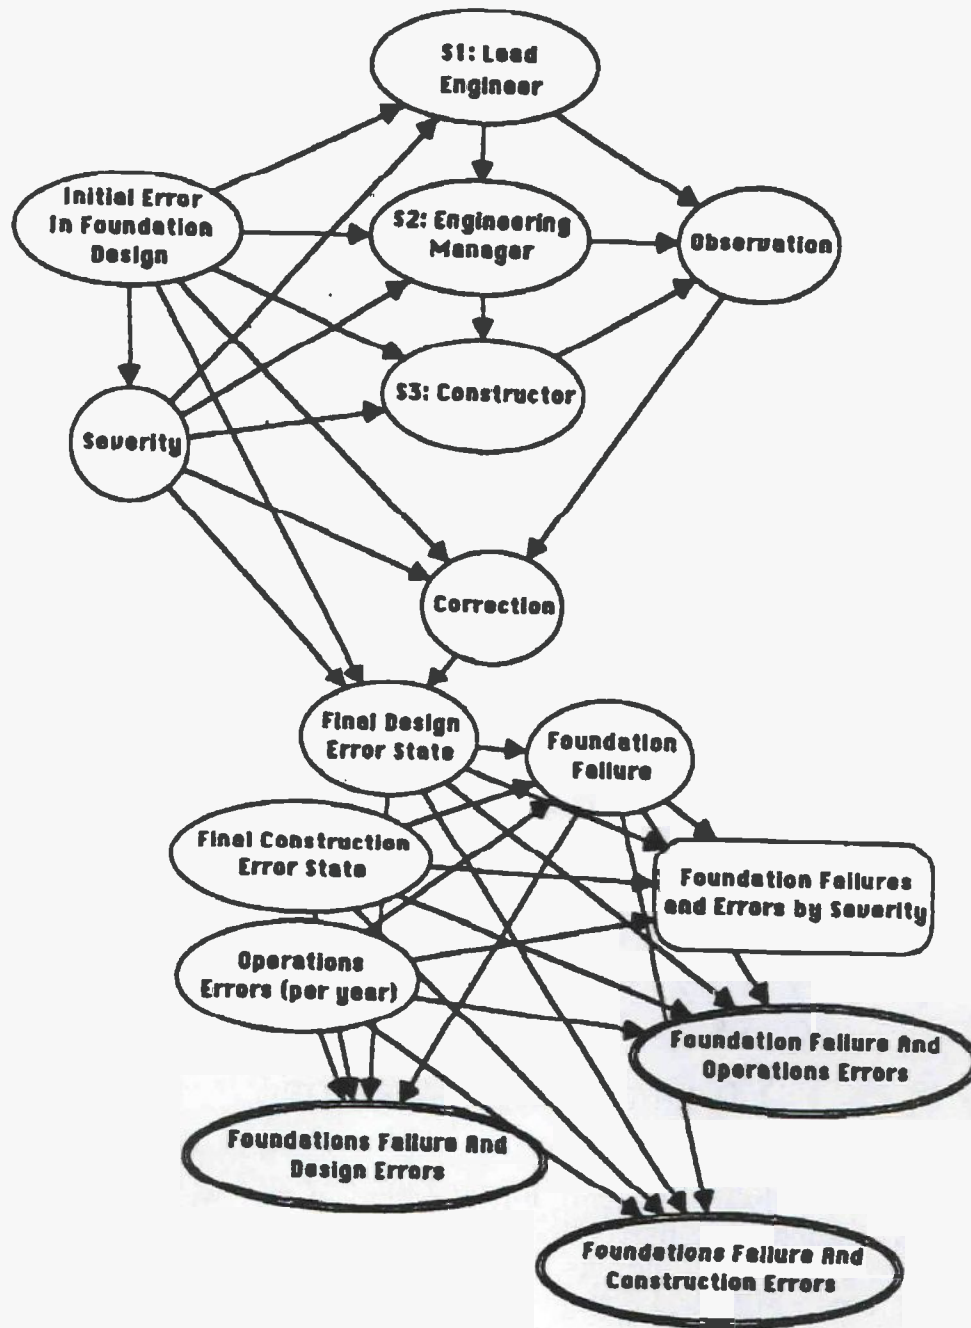 S1: Lead
Engineer
Initial Error
In Foundation
Design
S2: Engineering
Manager
Observation
S3: Constructor
Severity
Correction
Final Design
Error State
Foundation
Failure
Final Construction
Error State
Foundation Failures
and Errors by Severity
Operations
Errors (per year)
Foundation Failure And
Operations Errors
Foundations Failure And
Design Errors
Foundations Failure And
Construction Errors